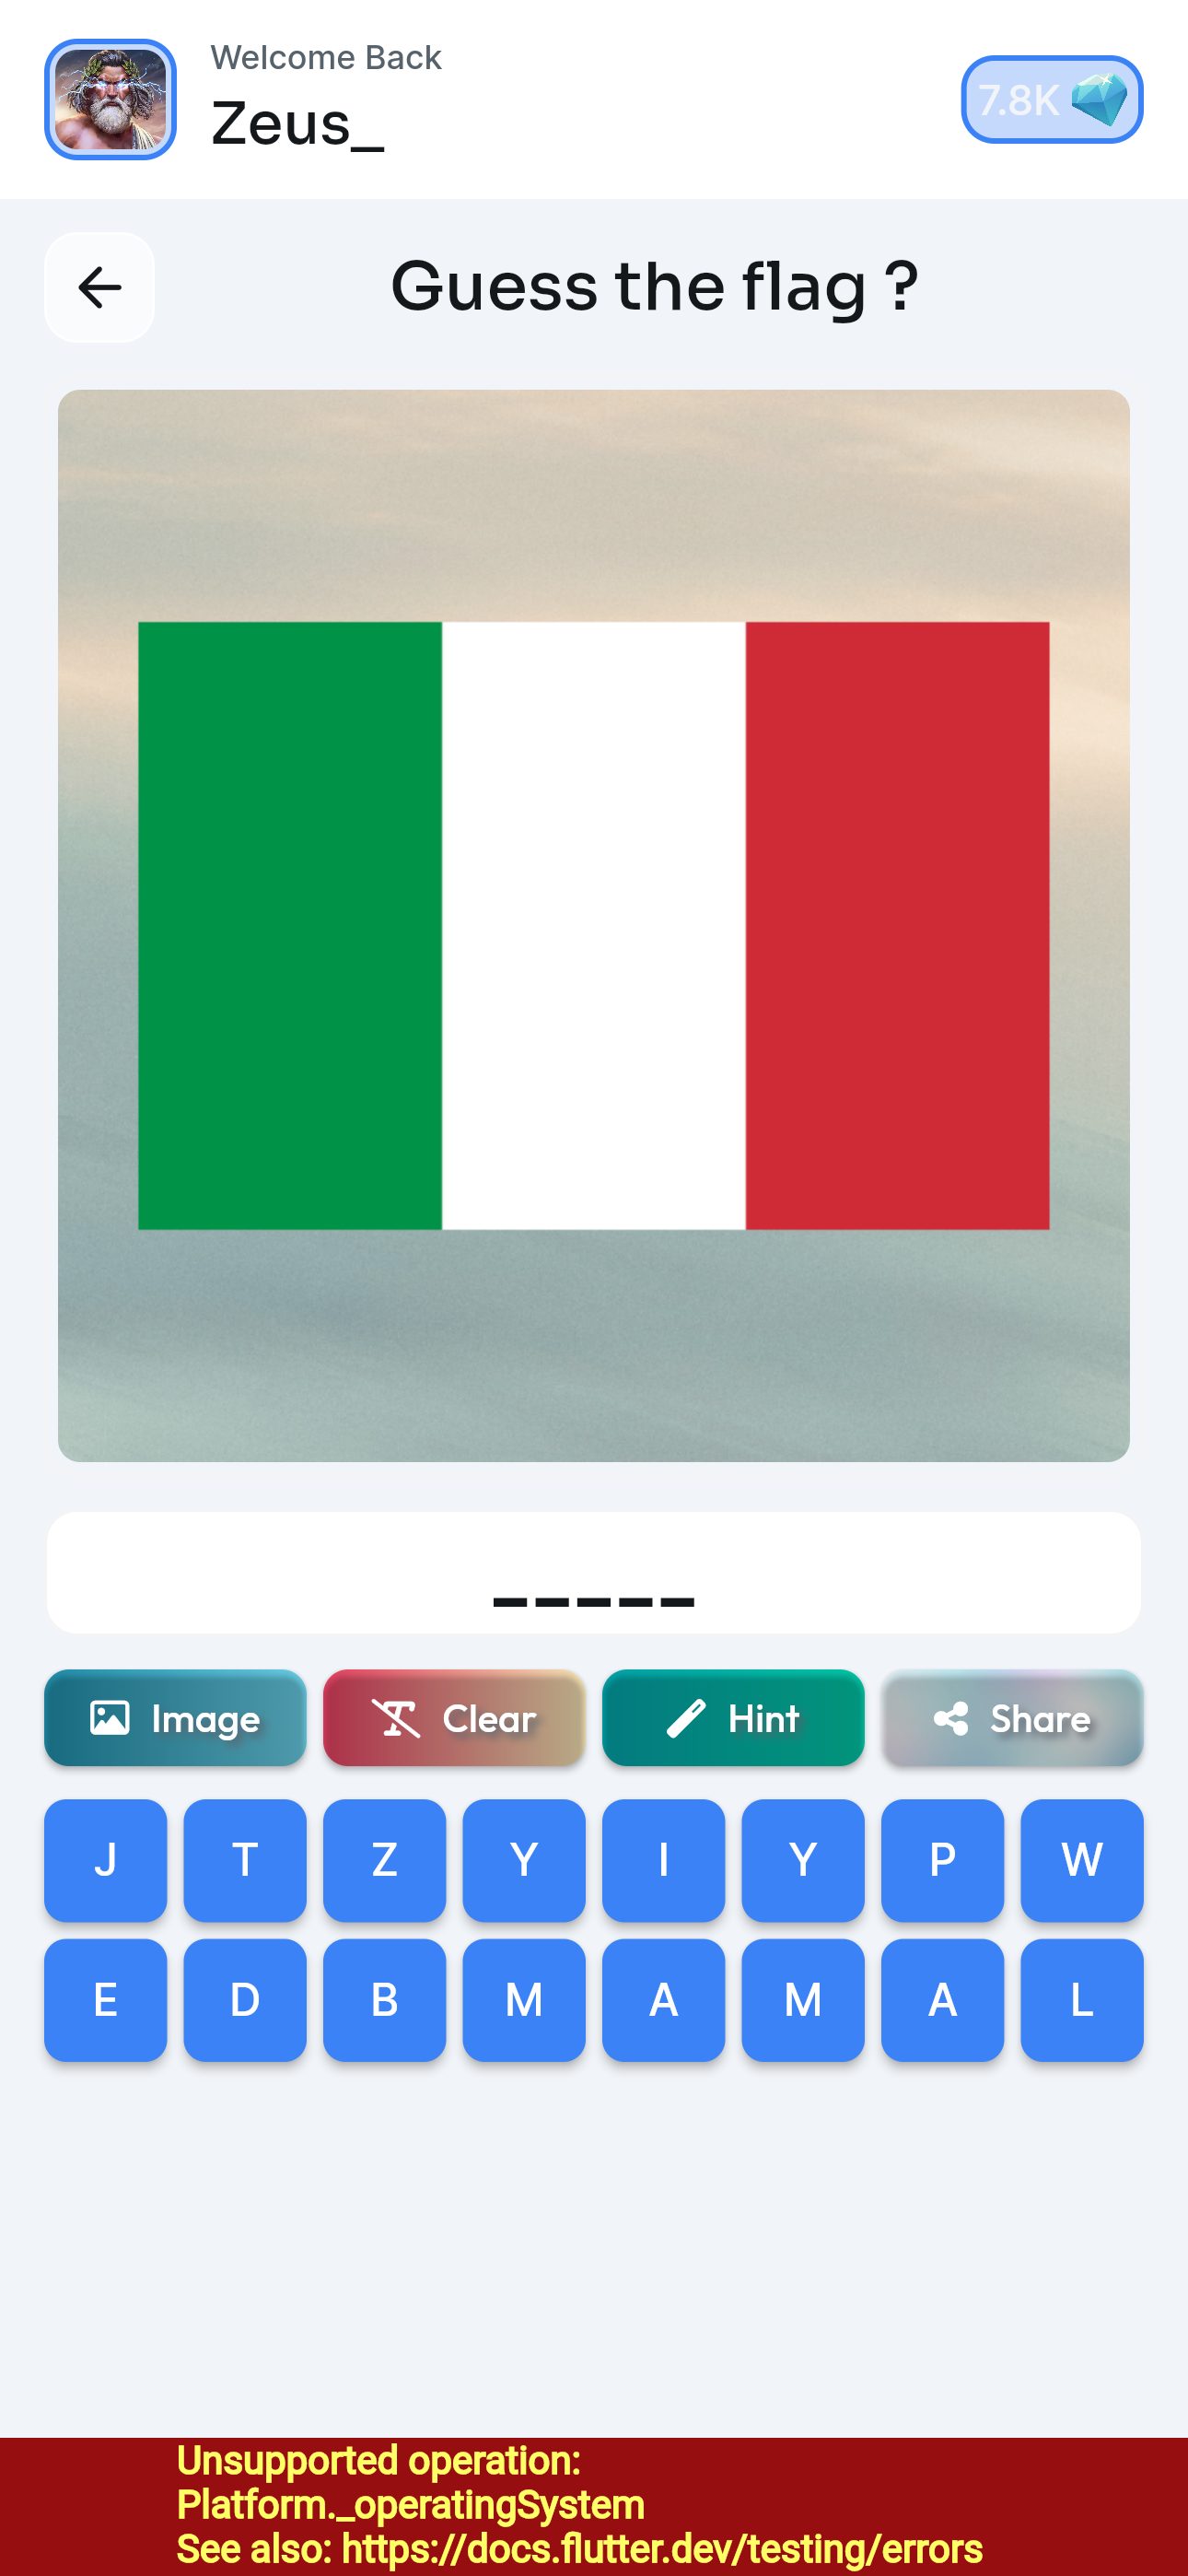 Welcome Back
Zeus_
7.8K
Guess the flag ?
_ _ _ _ _
Image Clear Hint Share
J T Z Y I Y P W
E D B M A M A L
Unsupported operation:
Platform._operatingSystem
See also: https://docs.flutter.dev/testing/errors